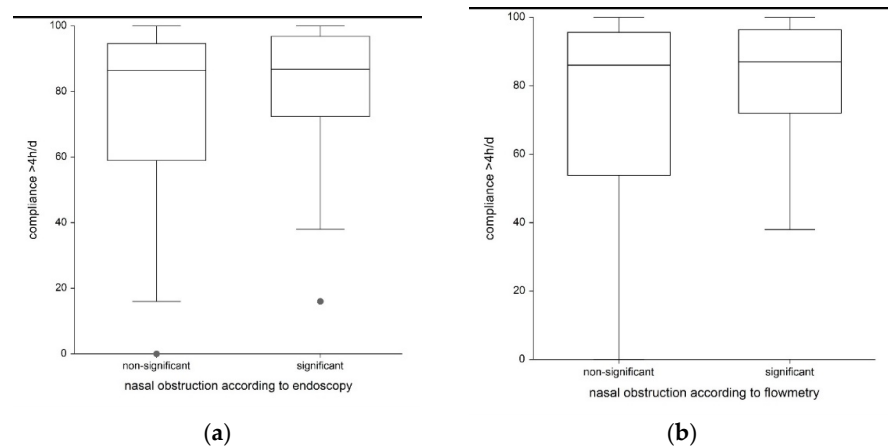 100
80
60
40
20
0
compliance >4h/d
non-significant significant
nasal obstruction according to endoscopy
(a)
100
80
60
40
20
0
compliance >4h/d
non-significant significant
nasal obstruction according to flowmetry
(b)